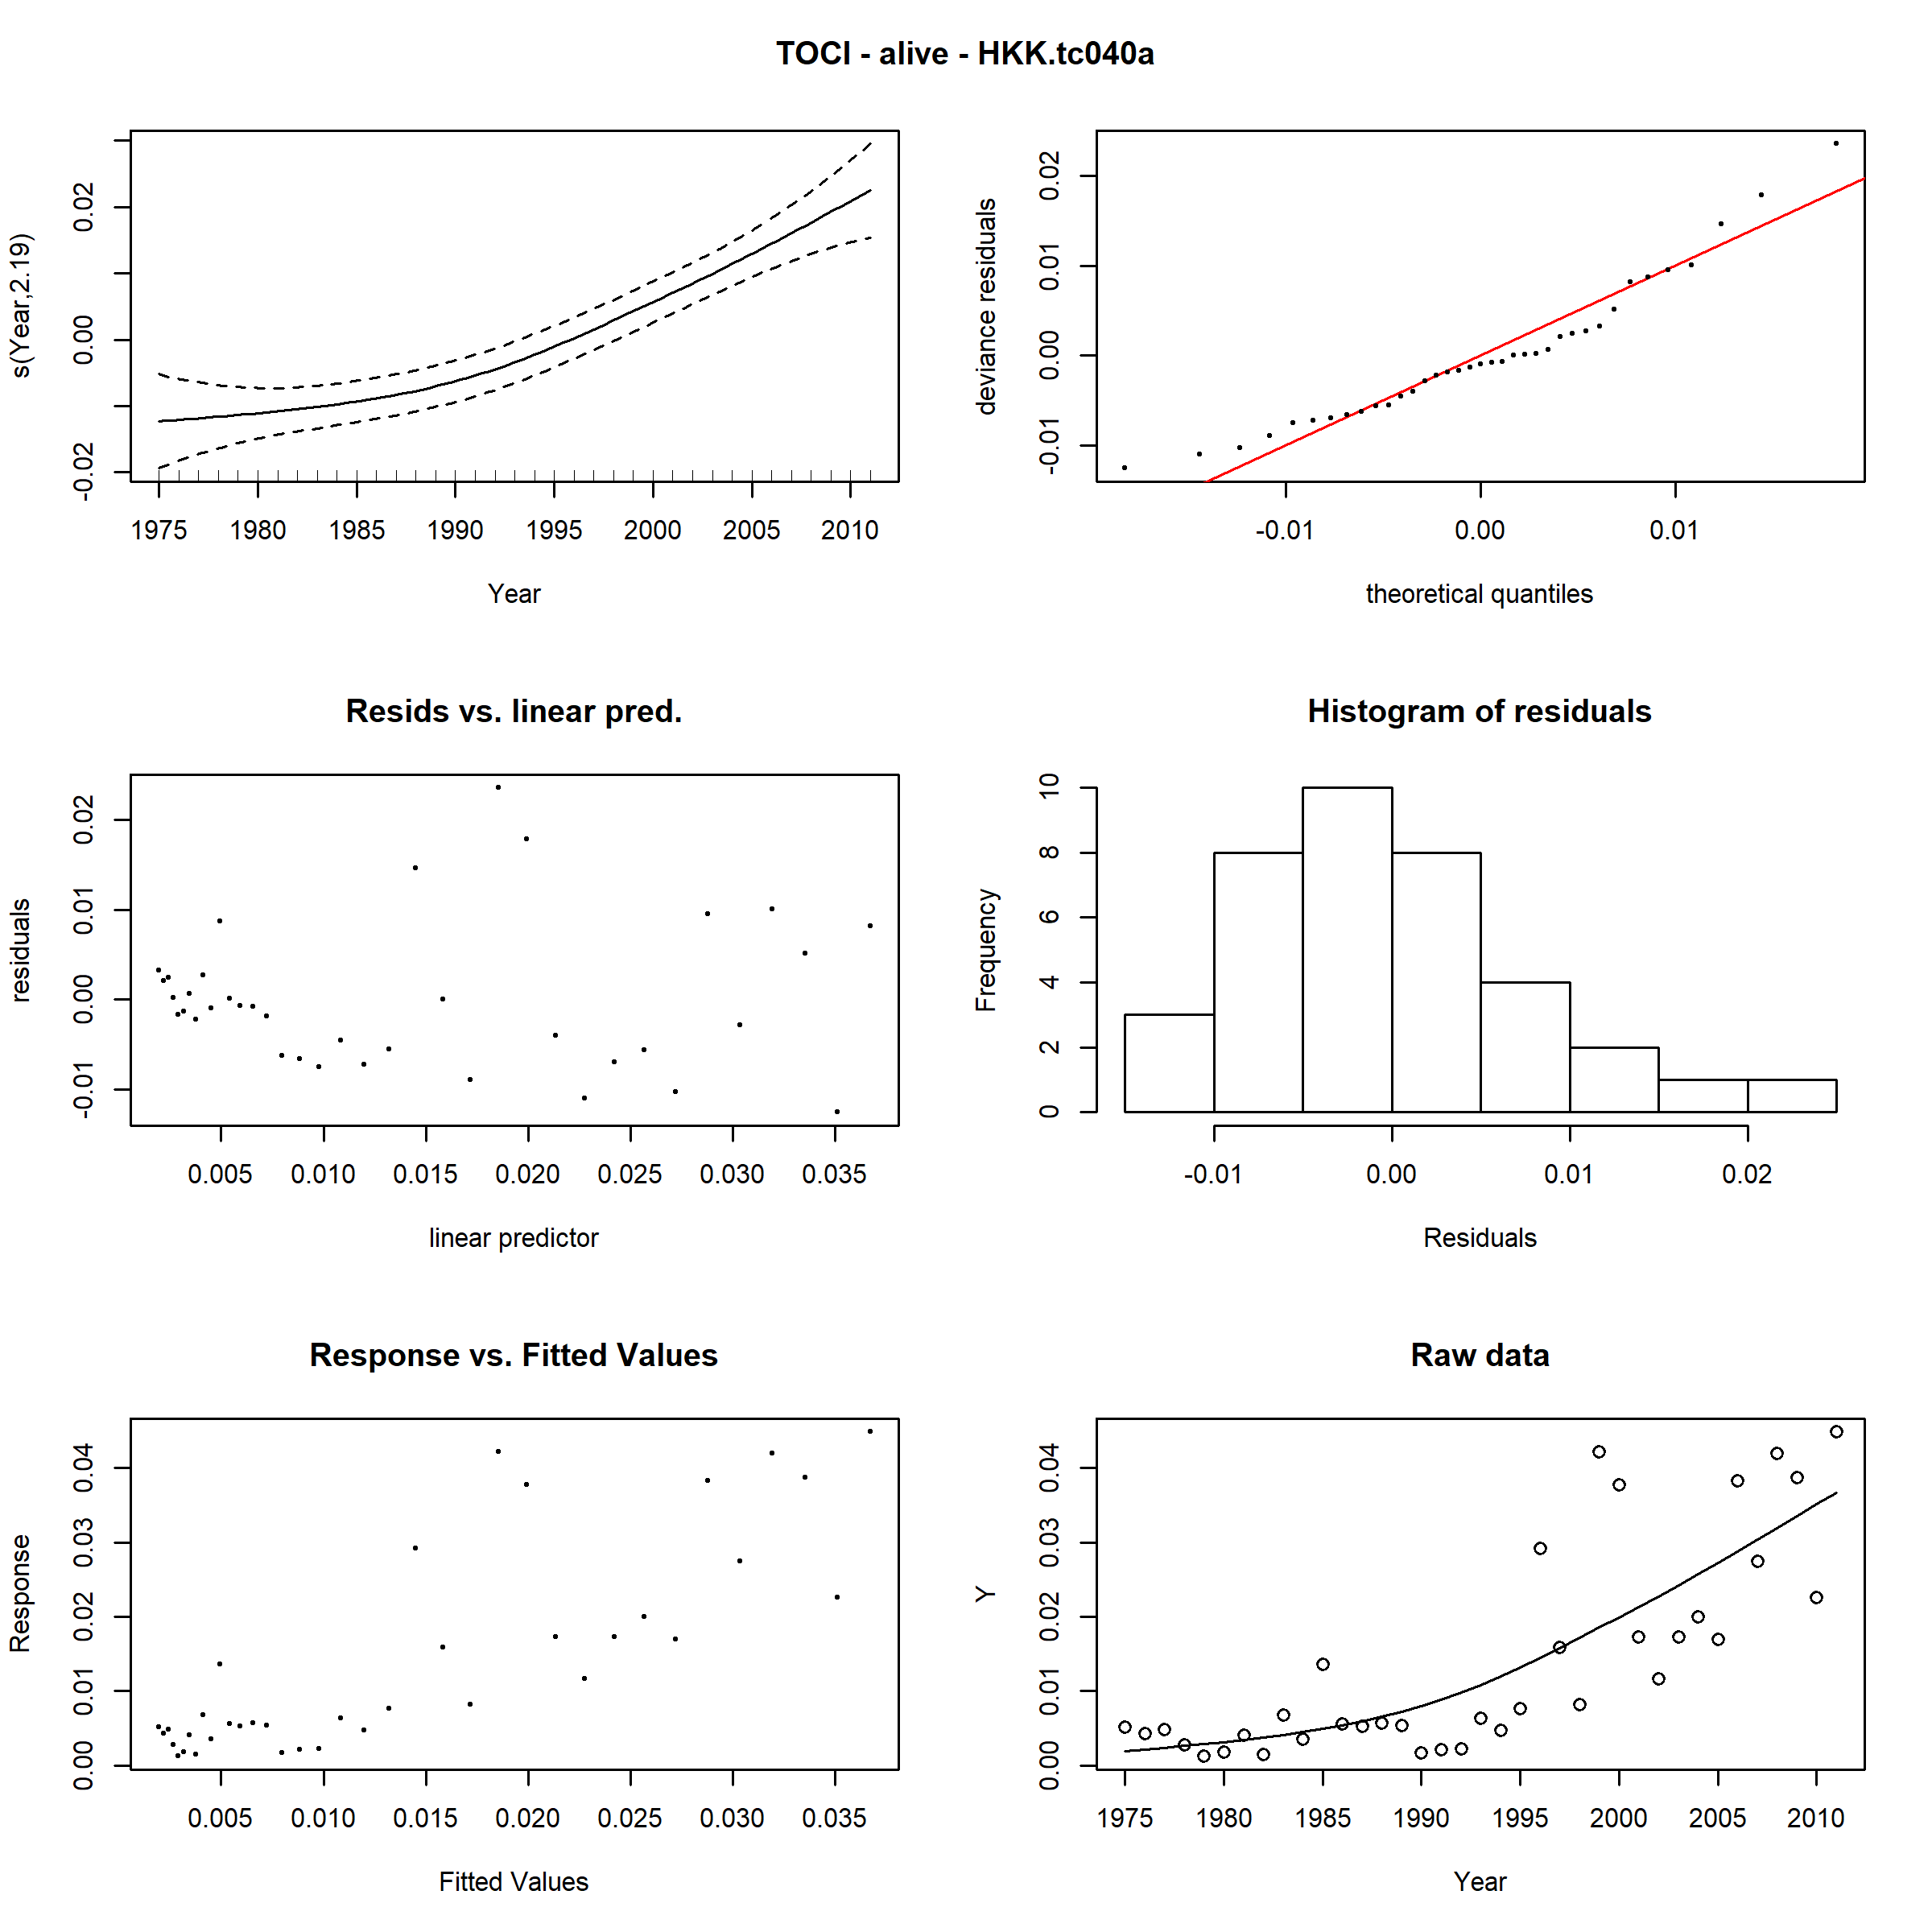 TOCI - alive - HKK.tc040a
s(Year,2.19)
-0.02 0.00 0.02
1975 1980 1985 1990 1995 2000 2005 2010
Year
deviance residuals
-0.01 0.00 0.01 0.02
-0.01 0.00 0.01
theoretical quantiles
Resids vs. linear pred.
residuals
-0.01 0.00 0.01 0.02
0.005 0.010 0.015 0.020 0.025 0.030 0.035
linear predictor
Histogram of residuals
Frequency
0 2 4 6 8 10
-0.01 0.00 0.01 0.02
Residuals
Response vs. Fitted Values
Response
0.00 0.01 0.02 0.03 0.04
0.005 0.010 0.015 0.020 0.025 0.030 0.035
Fitted Values
Raw data
Y
0.00 0.01 0.02 0.03 0.04
1975 1980 1985 1990 1995 2000 2005 2010
Year